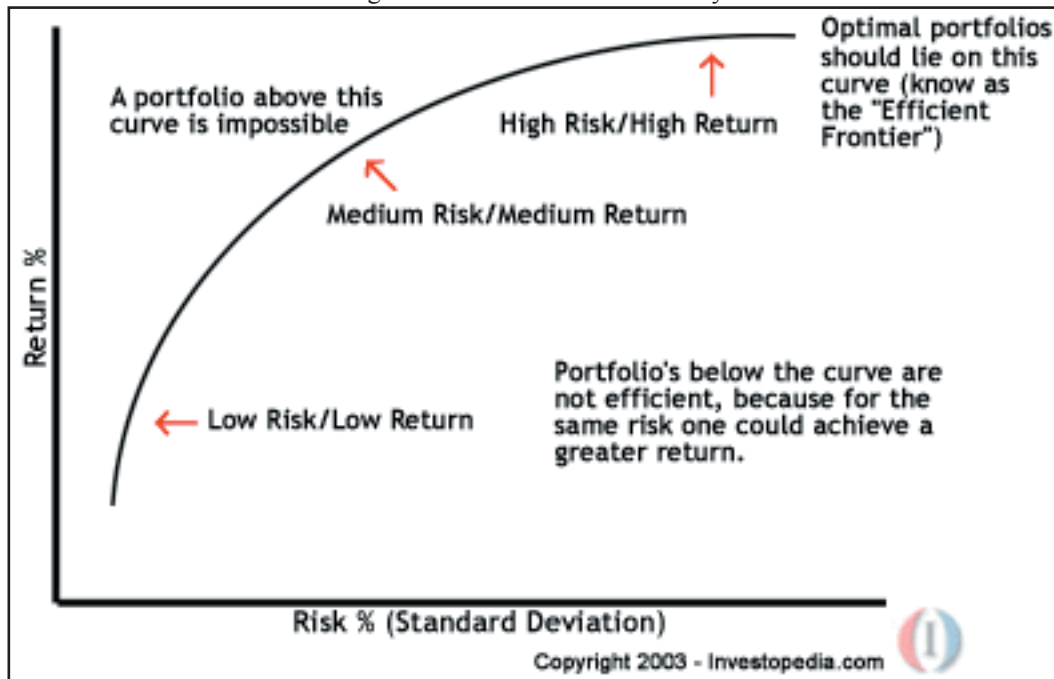 Optimal portfolios
should lie on this
curve (know as
the "Efficient
Frontier")
A portfolio above this
curve is impossible
High Risk/High Return
Medium Risk/Medium Return
Return %
Portfolio's below the curve are
not efficient, because for the
same risk one could achieve a
greater return.
Low Risk/Low Return
Risk % (Standard Deviation)
Copyright 2003 - Investopedia.com
I